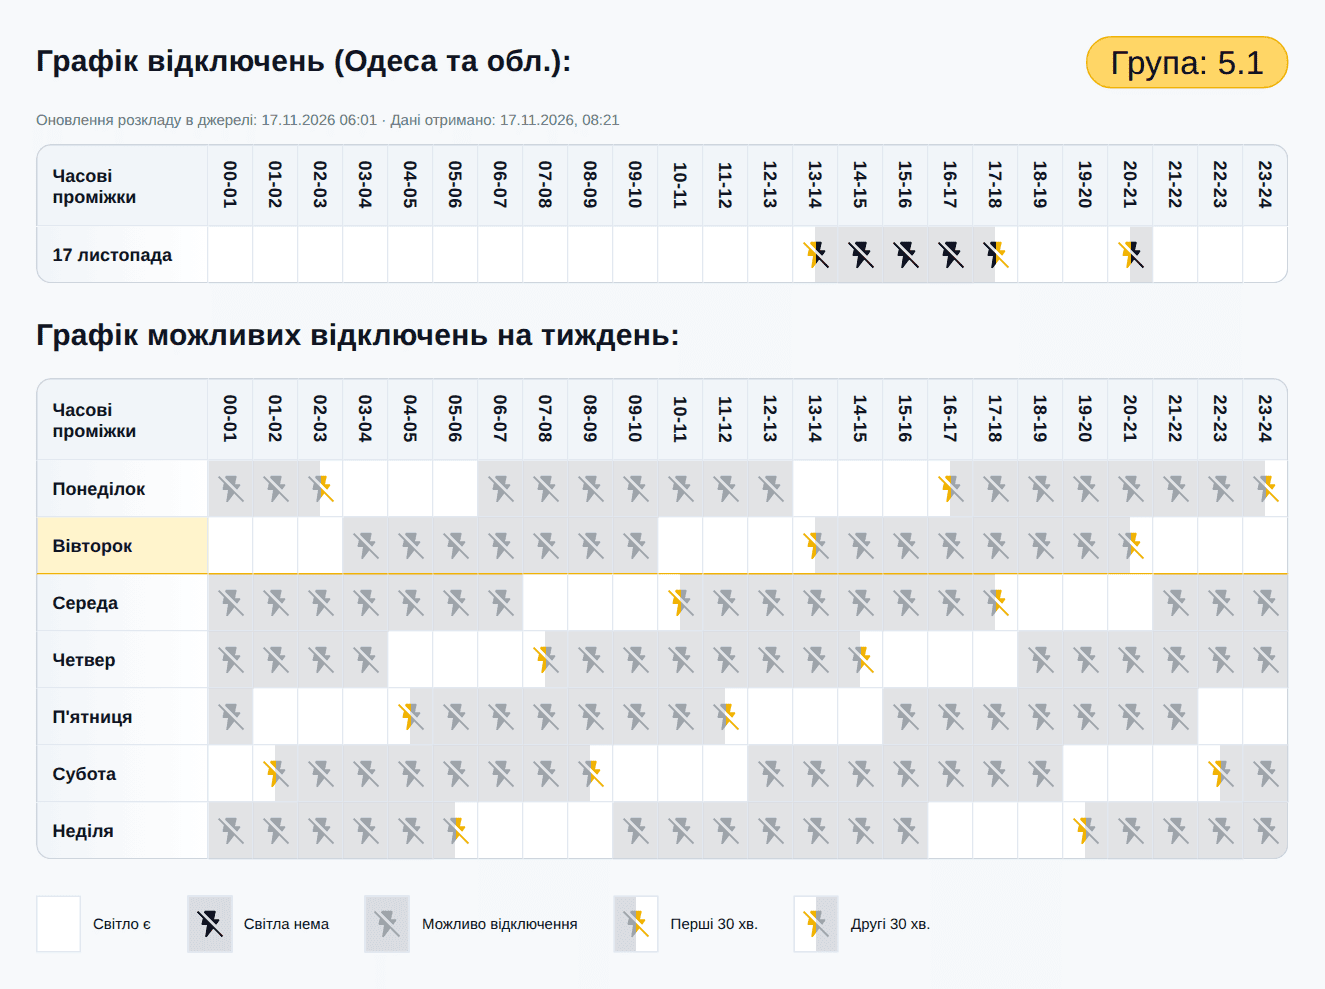 Графік відключень (Одеса та обл.):
Група: 5.1
Оновлення розкладу в джерелі: 17.11.2026 06:01 · Дані отримано: 17.11.2026, 08:21
Часові
проміжки
00-01 01-02 02-03 03-04 04-05 05-06 06-07 07-08 08-09 09-10 10-11 11-12 12-13 13-14 14-15 15-16 16-17 17-18 18-19 19-20 20-21 21-22 22-23 23-24
17 листопада
Графік можливих відключень на тиждень:
Часові
проміжки
00-01 01-02 02-03 03-04 04-05 05-06 06-07 07-08 08-09 09-10 10-11 11-12 12-13 13-14 14-15 15-16 16-17 17-18 18-19 19-20 20-21 21-22 22-23 23-24
Понеділок
Вівторок
Середа
Четвер
П'ятниця
Субота
Неділя
Світло є
Світла нема
Можливо відключення
Перші 30 хв.
Другі 30 хв.